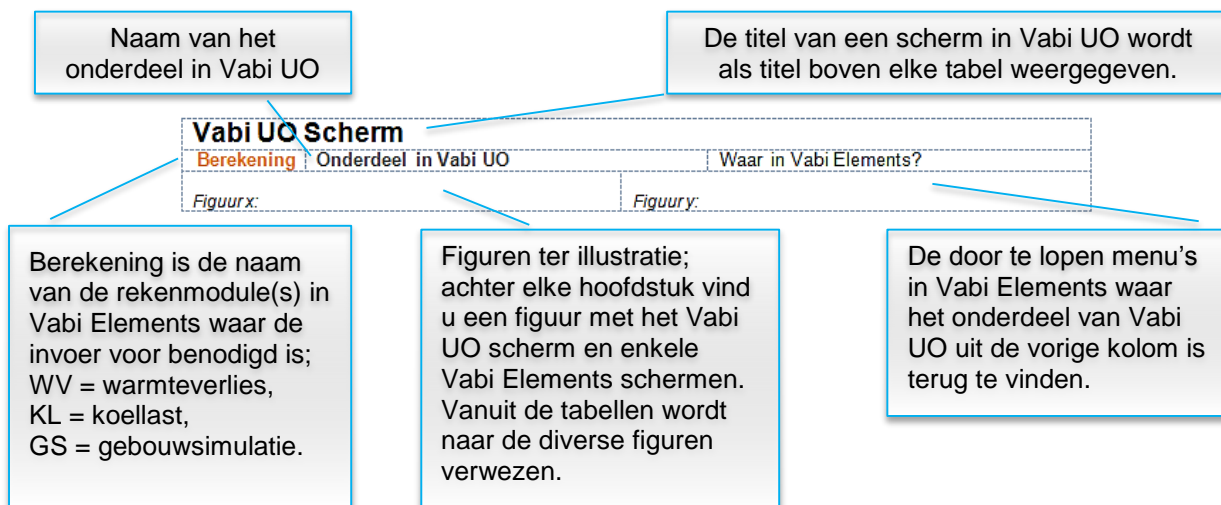 Naam van het
onderdeel in Vabi UO
De titel van een scherm in Vabi UO wordt
als titel boven elke tabel weergegeven.
Vabi UO Scherm
Berekening Onderdeel in Vabi UO Waar in Vabi Elements?
Figuur x: Figuur y:
Berekening is de naam
van de rekenmodule(s) in
Vabi Elements waar de
invoer voor benodigd is;
WV = warmteverlies,
KL = koellast,
GS = gebouwsimulatie.
Figuren ter illustratie;
achter elke hoofdstuk vind
u een figuur met het Vabi
UO scherm en enkele
Vabi Elements schermen.
Vanuit de tabellen wordt
naar de diverse figuren
verwezen.
De door te lopen menu's
in Vabi Elements waar
het onderdeel van Vabi
UO uit de vorige kolom is
terug te vinden.